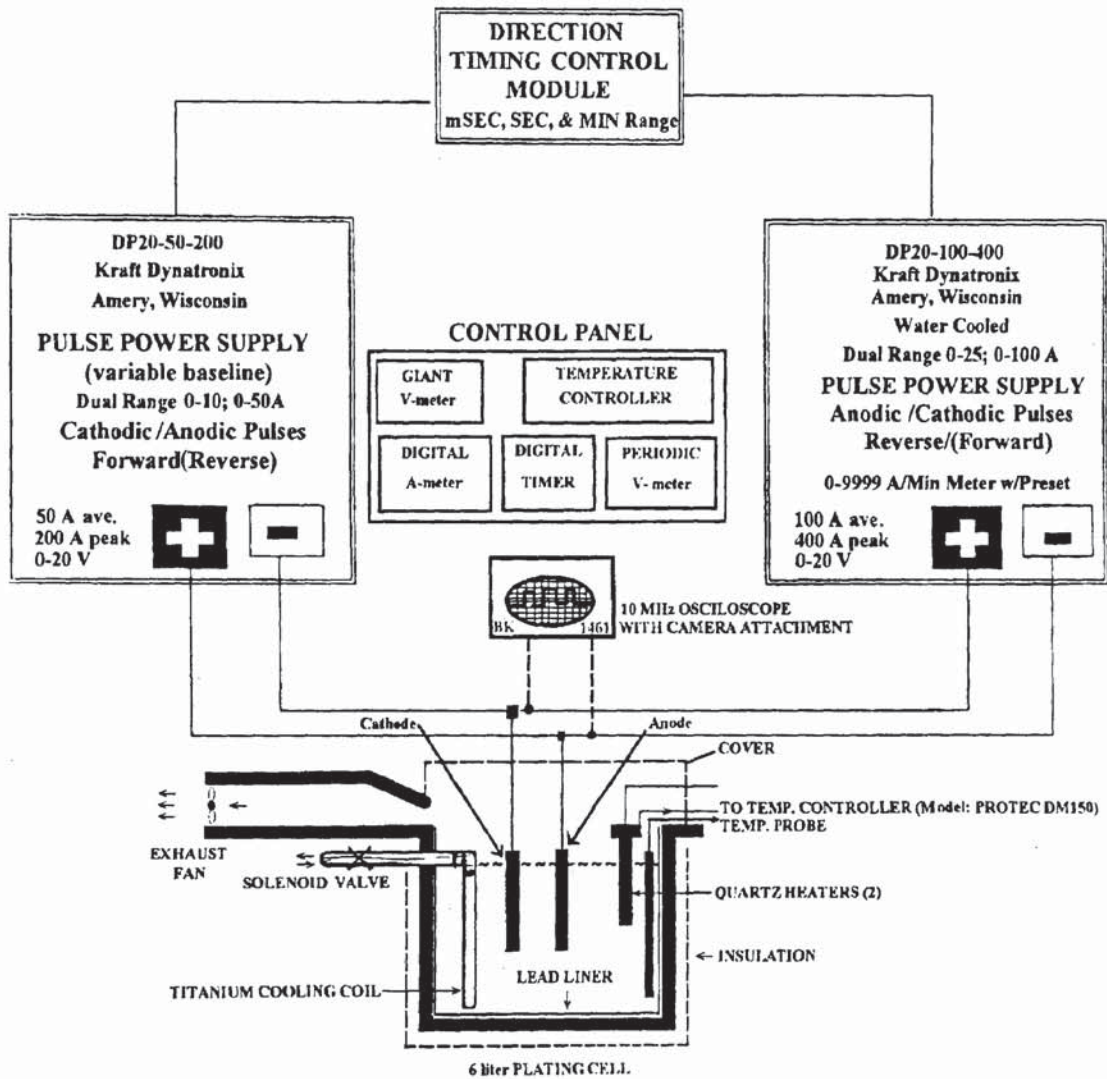 DIRECTION
TIMING CONTROL
MODULE
mSEC, SEC, & MIN Range
DP20-50-200
Kraft Dynatronix
Amery, Wisconsin
PULSE POWER SUPPLY
(variable baseline)
Dual Range 0-10; 0-50A
Cathodic /Anodic Pulses
Forward(Reverse)
50 A ave.
200 A peak
0-20 V
+
-
CONTROL PANEL
GIANT
V-meter
TEMPERATURE
CONTROLLER
DIGITAL
A-meter
DIGITAL
TIMER
PERIODIC
V- meter
DP20-100-400
Kraft Dynatronix
Amery, Wisconsin
Water Cooled
Dual Range 0-25; 0-100 A
PULSE POWER SUPPLY
Anodic /Cathodic Pulses
Reverse/(Forward)
0-9999 A/Min Meter w/Preset
100 A ave.
400 A peak
0-20 V
+
-
BK
1461
10 MHz OSCILOSCOPE
WITH CAMERA ATTACHMENT
Cathode
Anode
COVER
TO TEMP. CONTROLLER (Model: PROTEC DM150)
TEMP. PROBE
EXHAUST
FAN
SOLENOID VALVE
QUARTZ HEATERS (2)
INSULATION
LEAD LINER
TITANIUM COOLING COIL
6 liter PLATING CELL